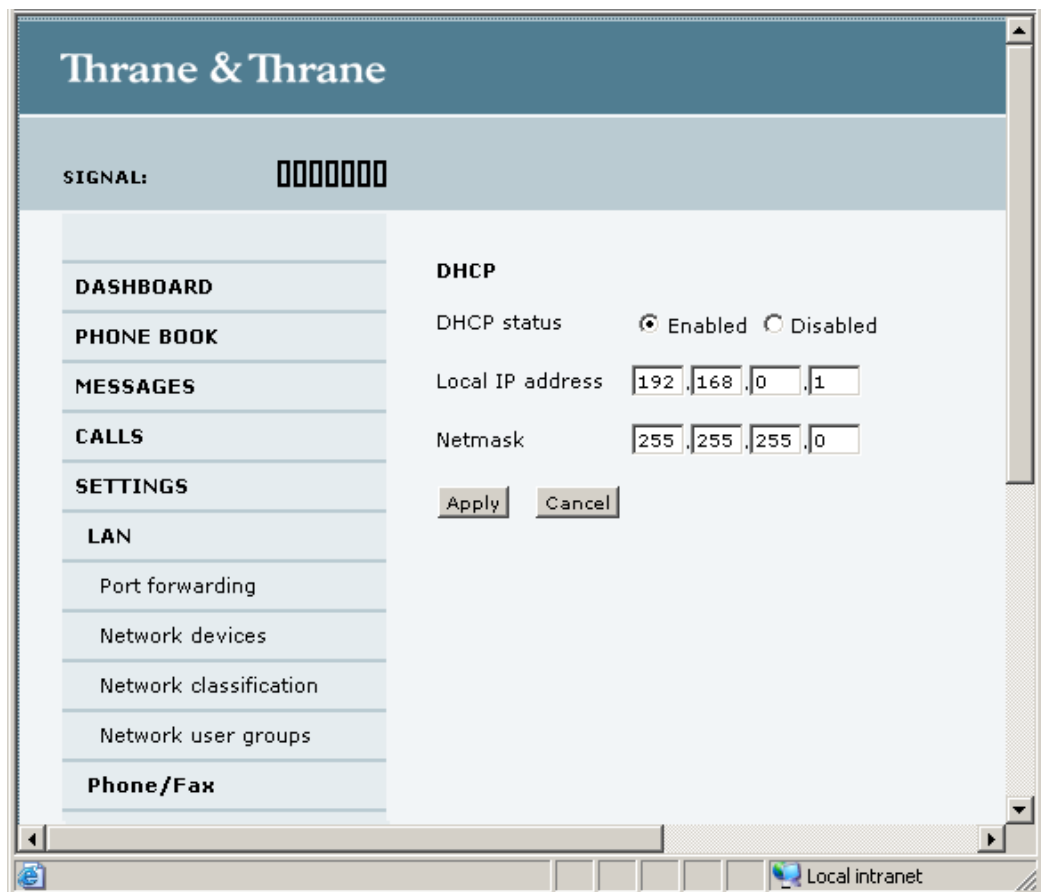 Thrane & Thrane
SIGNAL:
DASHBOARD
PHONE BOOK
MESSAGES
CALLS
SETTINGS
LAN
Port forwarding
Network devices
Network classification
Network user groups
Phone/Fax
DHCP
DHCP status Enabled Disabled
Local IP address 192 . 168 . 0 . 1
Netmask 255 . 255 . 255 . 0
Apply Cancel
Local intranet